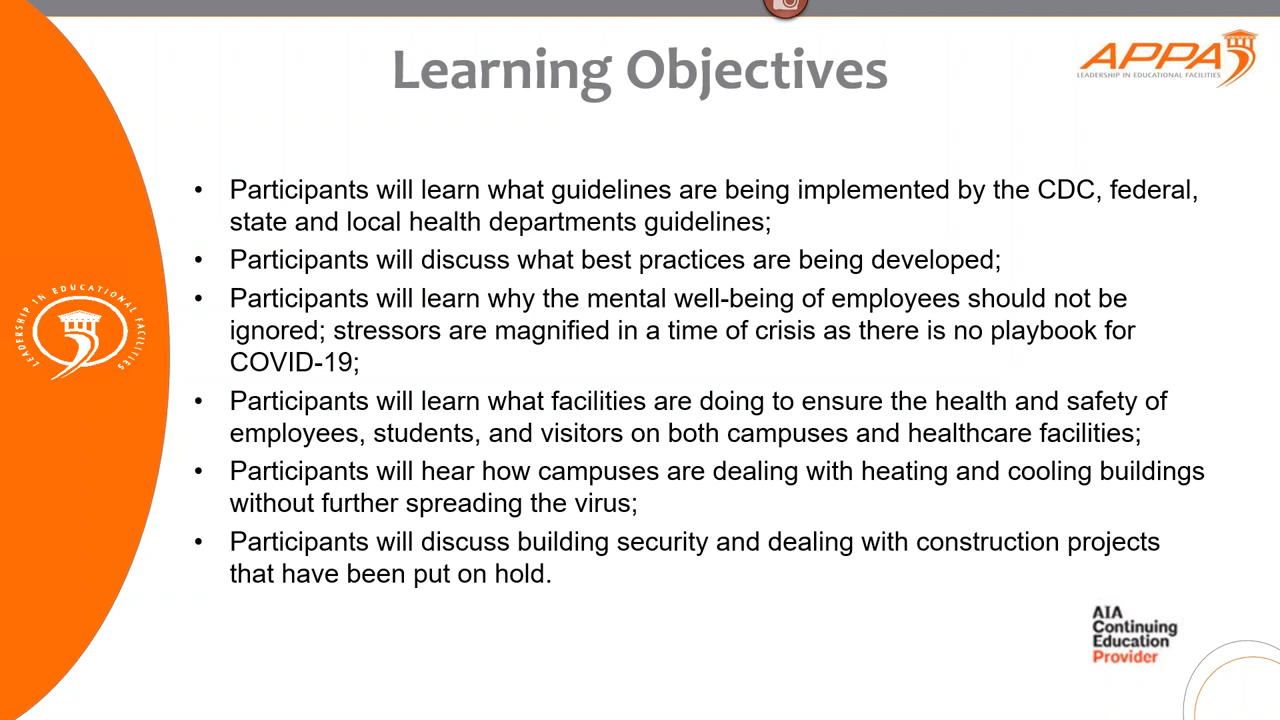 Learning Objectives
APPA
LEADERSHIP IN EDUCATIONAL FACILITIES
• Participants will learn what guidelines are being implemented by the CDC, federal,
state and local health departments guidelines;
• Participants will discuss what best practices are being developed;
• Participants will learn why the mental well-being of employees should not be
ignored; stressors are magnified in a time of crisis as there is no playbook for
COVID-19;
• Participants will learn what facilities are doing to ensure the health and safety of
employees, students, and visitors on both campuses and healthcare facilities;
• Participants will hear how campuses are dealing with heating and cooling buildings
without further spreading the virus;
• Participants will discuss building security and dealing with construction projects
that have been put on hold.
LEADERSHIP IN EDUCATIONAL FACILITIES
AIA
Continuing
Education
Provider